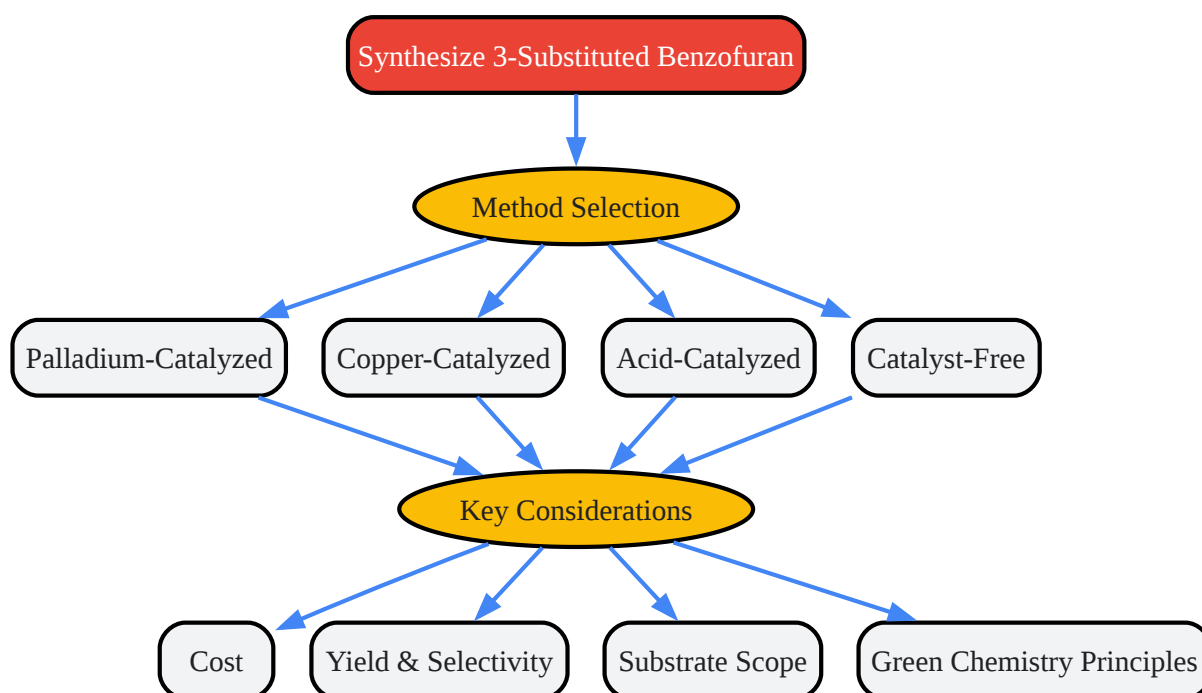 Synthesize 3-Substituted Benzofuran
Method Selection
Palladium-Catalyzed
Copper-Catalyzed
Acid-Catalyzed
Catalyst-Free
Key Considerations
Cost
Yield & Selectivity
Substrate Scope
Green Chemistry Principles